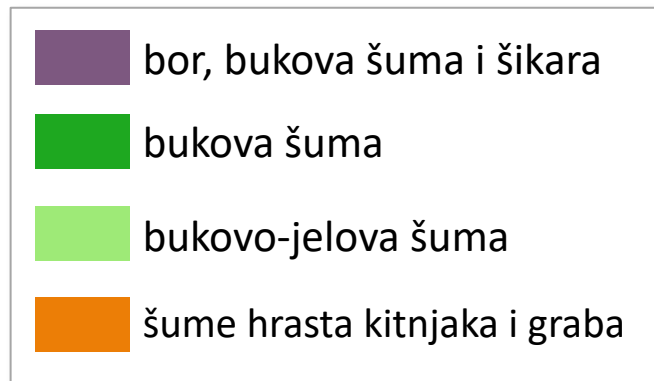 bor, bukova šuma i šikara
bukova šuma
bukovo-jelova šuma
šume hrasta kitnjaka i graba